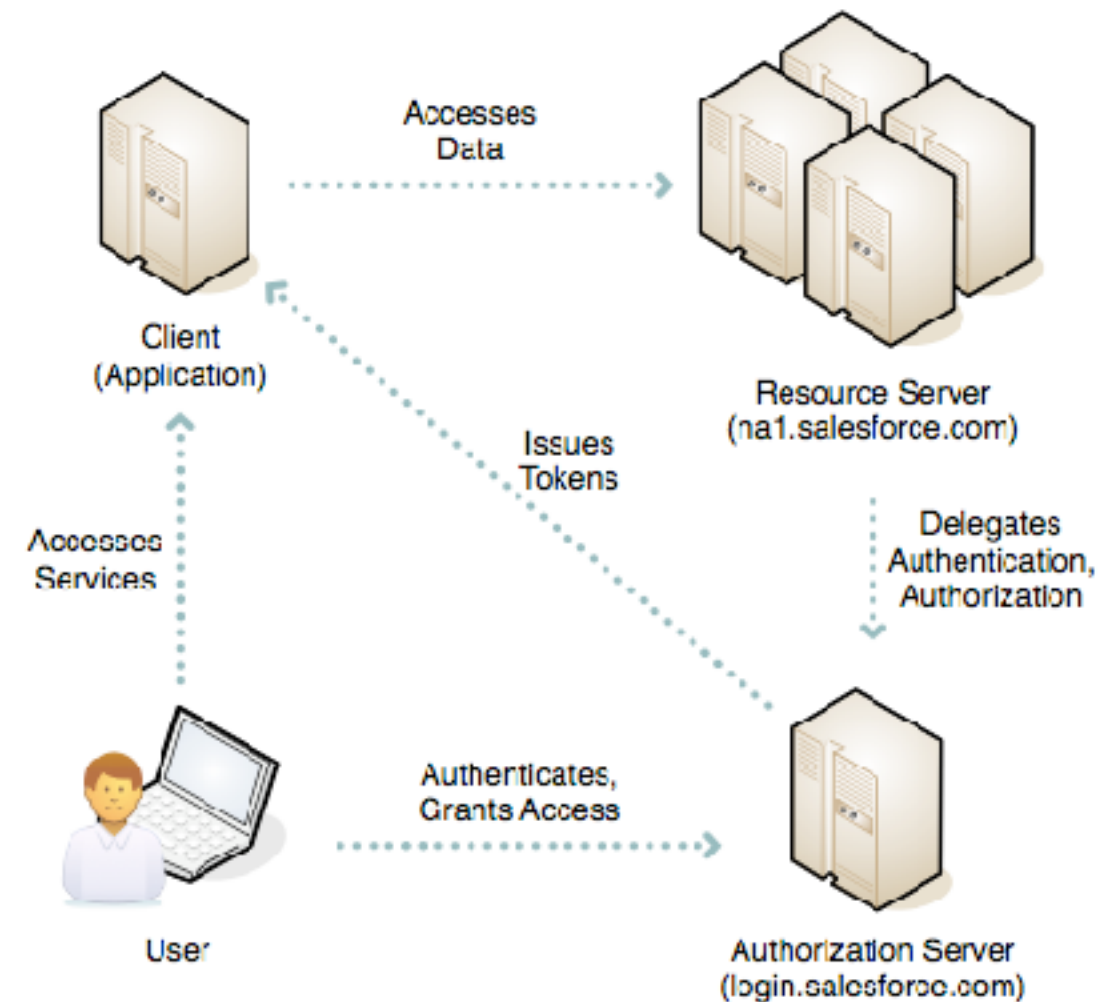 Accesses
Data
Client
(Application)
Resource Server
(na1.salesforce.com)
Issues
Tokens
Delegates
Authentication,
Authorization
Accesses
Services
Authenticates,
Grants Access
User
Authorization Server
(login.salesforce.com)